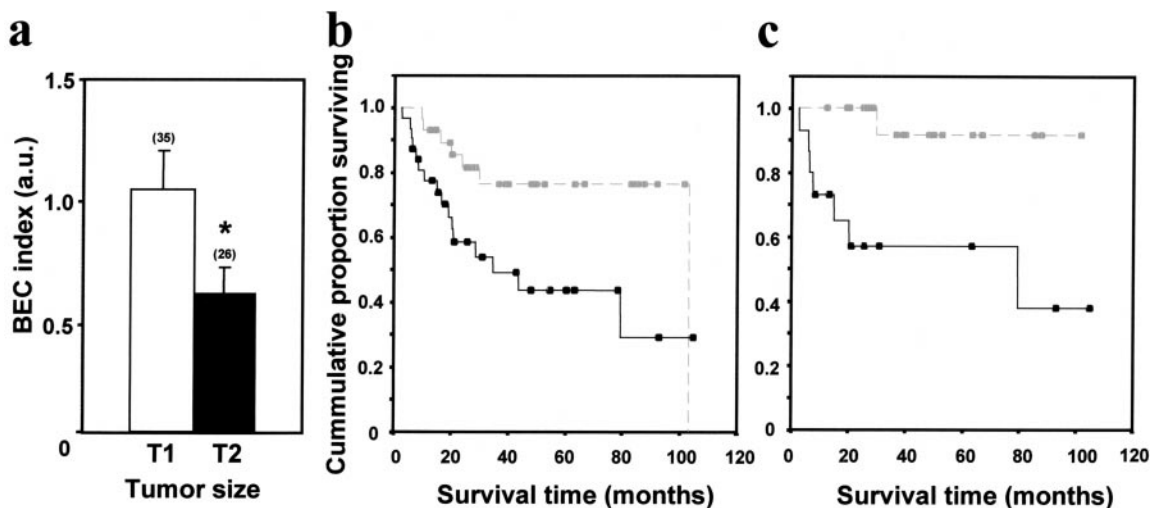 a
BEC index (a.u.)
1.5
1.0
0.5
0
(35)
*
(26)
T1 T2
Tumor size
b
Cummulative proportion surviving
1.0
0.8
0.6
0.4
0.2
0
0 20 40 60 80 100 120
Survival time (months)
c
1.0
0.8
0.6
0.4
0.2
0
0 20 40 60 80 100 120
Survival time (months)